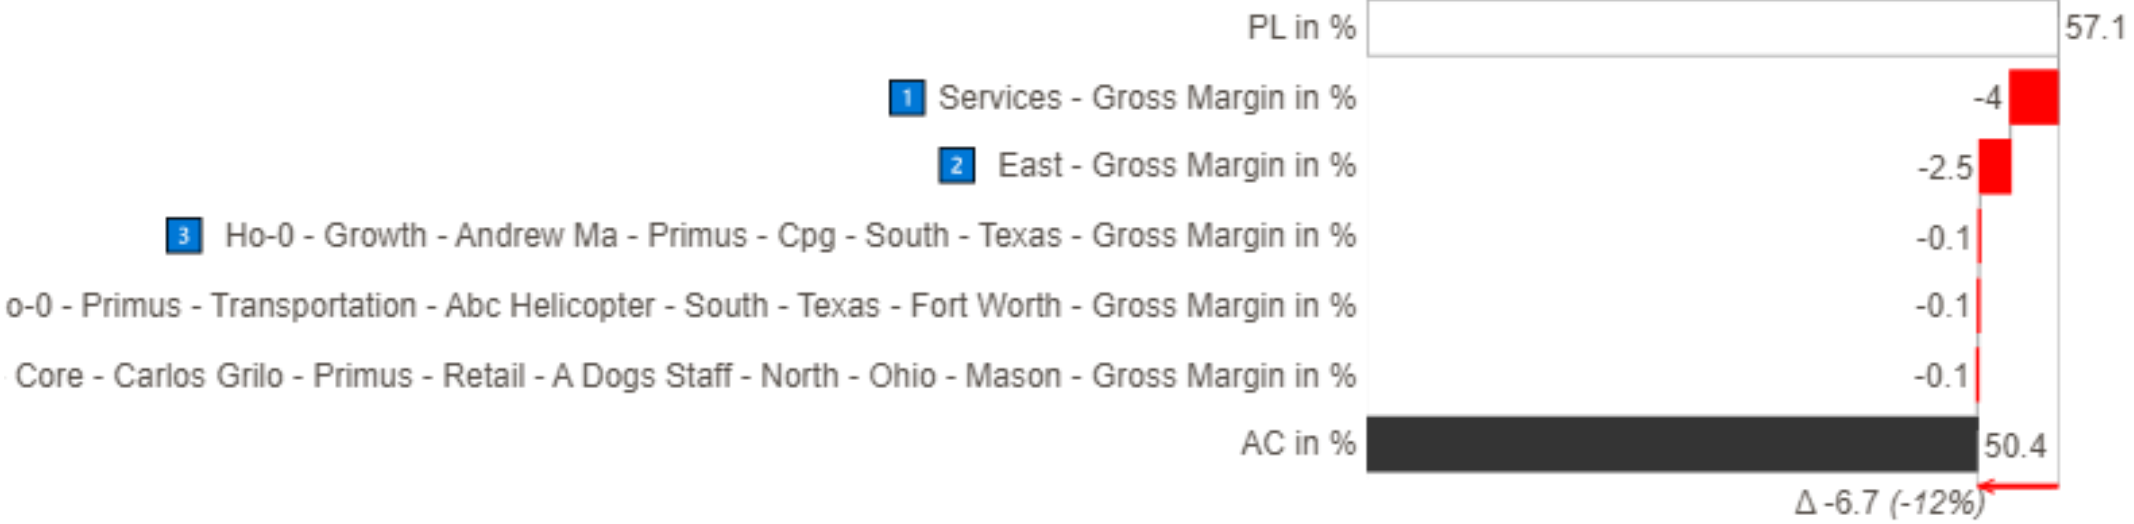 PL in % 57.1
1 Services - Gross Margin in % -4
2 East - Gross Margin in % -2.5
3 Ho-0 - Growth - Andrew Ma - Primus - Cpg - South - Texas - Gross Margin in % -0.1
o-0 - Primus - Transportation - Abc Helicopter - South - Texas - Fort Worth - Gross Margin in % -0.1
Core - Carlos Grilo - Primus - Retail - A Dogs Staff - North - Ohio - Mason - Gross Margin in % -0.1
AC in % 50.4
Δ -6.7 (-12%)